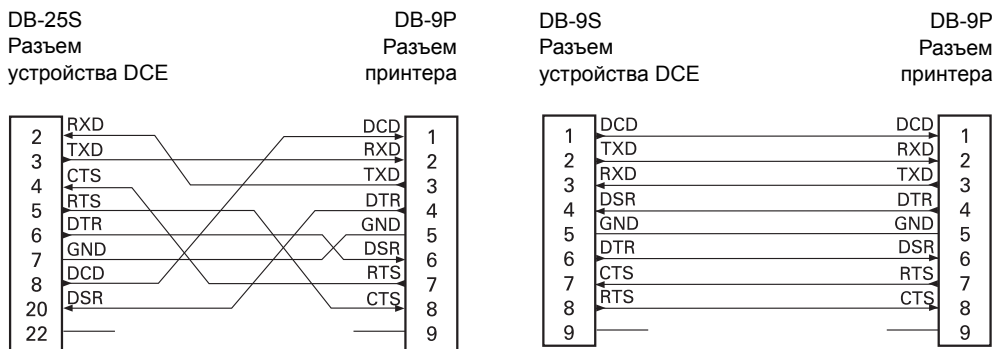 DB-25S
Разъем
устройства DCE
DB-9P
Разъем
принтера
2 RXD DCD 1
3 TXD RXD 2
4 CTS TXD 3
5 RTS DTR 4
6 DTR GND 5
7 GND DSR 6
8 DCD RTS 7
20 DSR CTS 8
22 9
DB-9S
Разъем
устройства DCE
DB-9P
Разъем
принтера
1 DCD DCD 1
2 TXD RXD 2
3 RXD TXD 3
4 DSR DTR 4
5 GND GND 5
6 DTR DSR 6
7 CTS RTS 7
8 RTS CTS 8
9 9